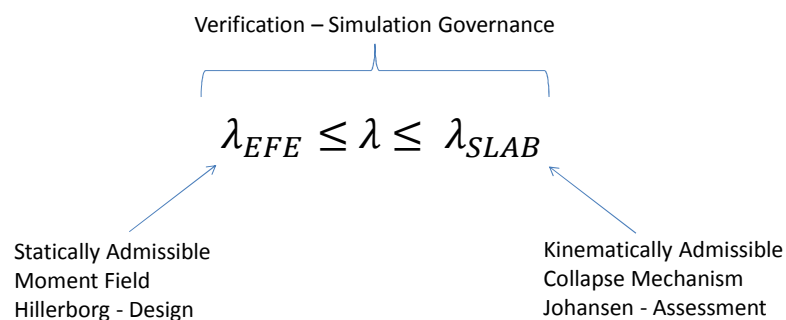 Verification – Simulation Governance
λ_EFE ≤ λ ≤ λ_SLAB
Statically Admissible
Moment Field
Hillerborg - Design
Kinematically Admissible
Collapse Mechanism
Johansen - Assessment